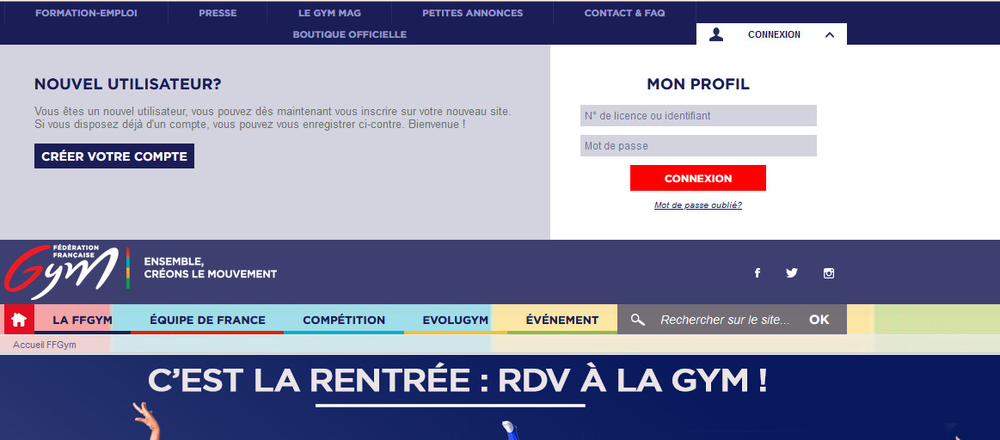 FORMATION-EMPLOI PRESSE LE GYM MAG PETITES ANNONCES CONTACT & FAQ
BOUTIQUE OFFICIELLE
CONNEXION
NOUVEL UTILISATEUR?
Vous êtes un nouvel utilisateur, vous pouvez dès maintenant vous inscrire sur votre nouveau site.
Si vous disposez déjà d'un compte, vous pouvez vous enregistrer ci-contre. Bienvenue !
CRÉER VOTRE COMPTE
MON PROFIL
N° de licence ou identifiant
Mot de passe
CONNEXION
Mot de passe oublié?
FÉDÉRATION
FRANÇAISE
Gym
ENSEMBLE,
CRÉONS LE MOUVEMENT
LA FFGYM ÉQUIPE DE FRANCE COMPÉTITION EVOLUGYM ÉVÉNEMENT Rechercher sur le site... OK
Accueil FFGym
C'EST LA RENTRÉE : RDV À LA GYM !